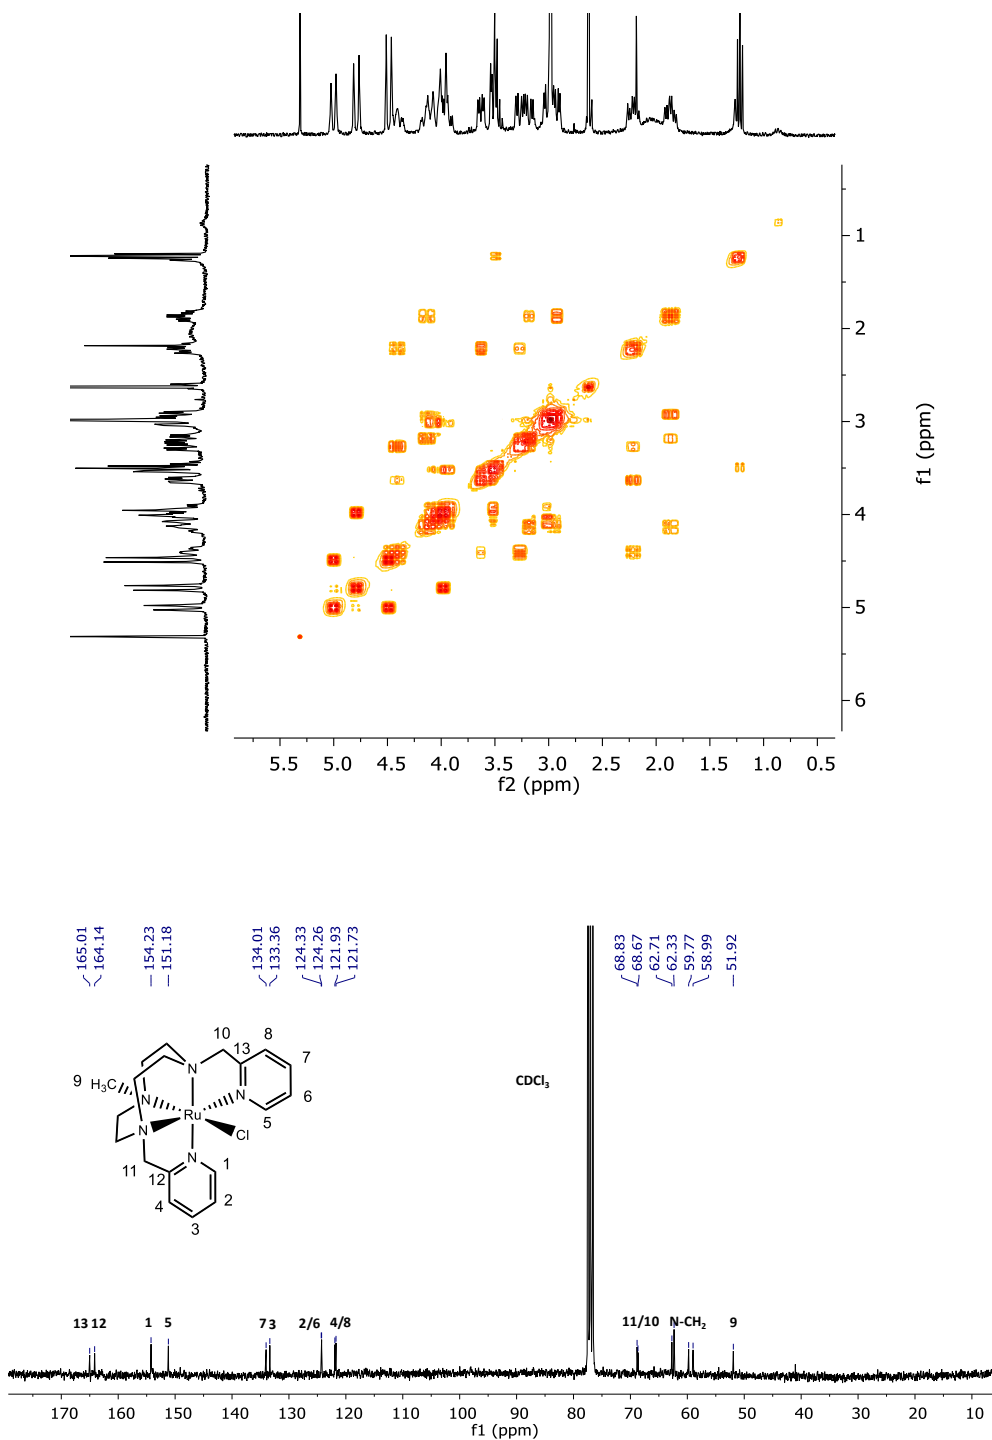 1
2
3
4
5
6
f1 (ppm)
5.5 5.0 4.5 4.0 3.5 3.0 2.5 2.0 1.5 1.0 0.5
f2 (ppm)
165.01
164.14
154.23
151.18
134.01
133.36
124.33
124.26
121.93
121.73
68.83
68.67
62.71
62.33
59.77
58.99
51.92
10
8
13
7
9 H₃C
N
N
6
N
Ru
5
Cl
N
N
1
11
12
4
2
3
CDCl₃
13 12 1 5 7 3 2/6 4/8 11/10 N-CH₂ 9
170 160 150 140 130 120 110 100 90 80 70 60 50 40 30 20 10
f1 (ppm)